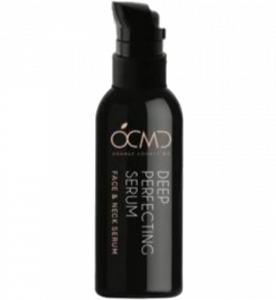 OCMD
ORANGE COUNTY MD
DEEP
PERFECTING
SERUM
FACE & NECK SERUM